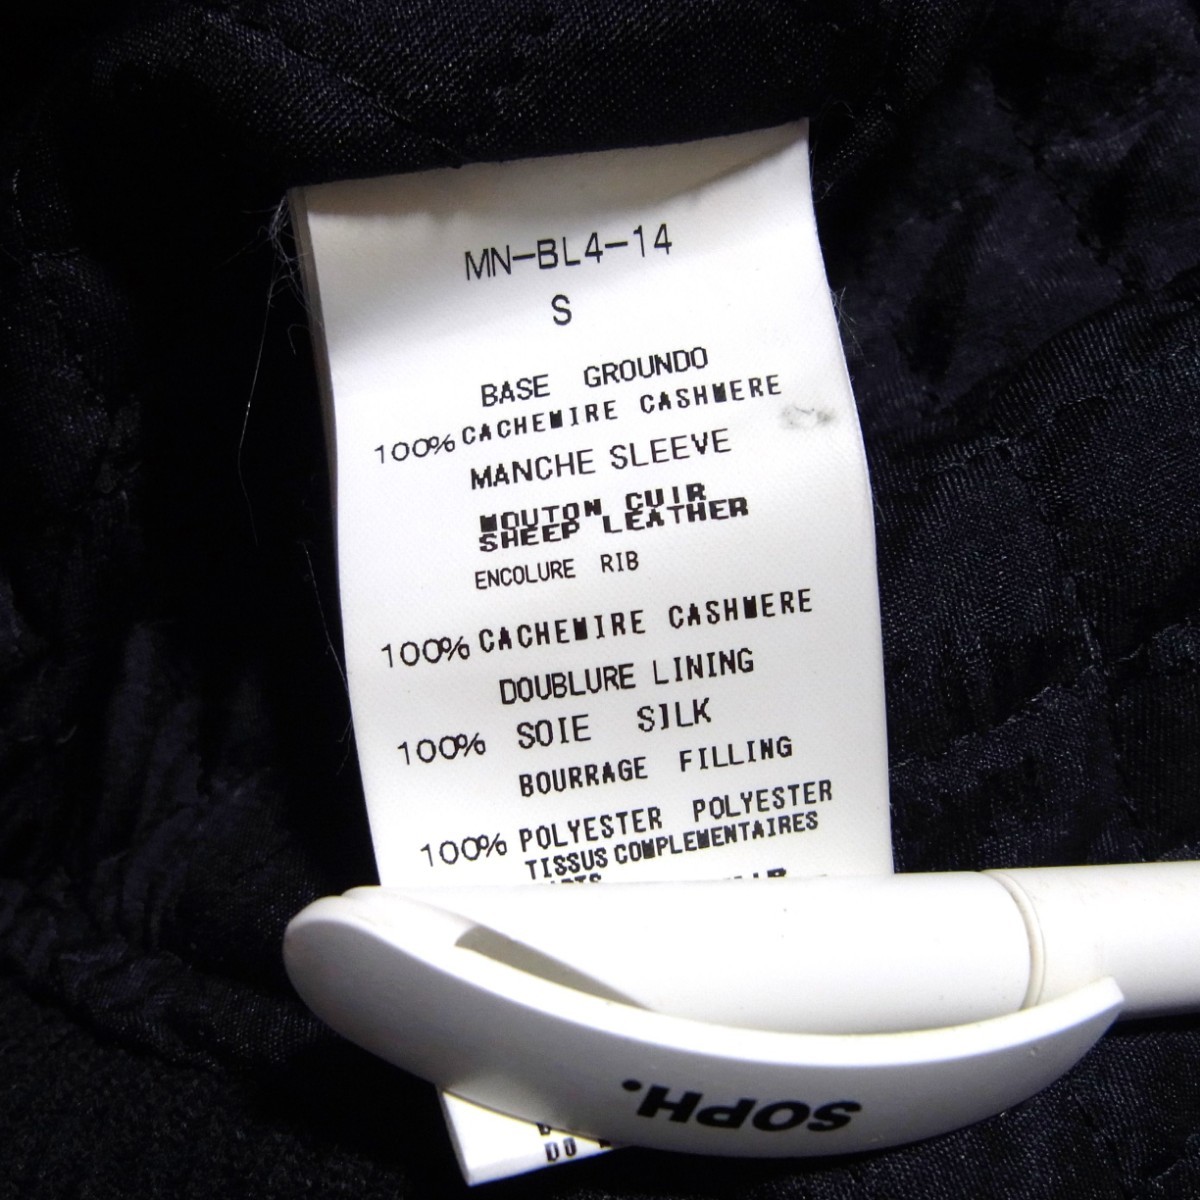 MN-BL4-14
S
BASE GROUNDO
100% CACHEMIRE CASHMERE
MANCHE SLEEVE
MOUTON CUIR
SHEEP LEATHER
ENCOLURE RIB
100% CACHEMIRE CASHMERE
DOUBLURE LINING
100% SOIE SILK
BOURRAGE FILLING
100% POLYESTER POLYESTER
TISSUS COMPLEMENTAIRES
SOPH.
DO